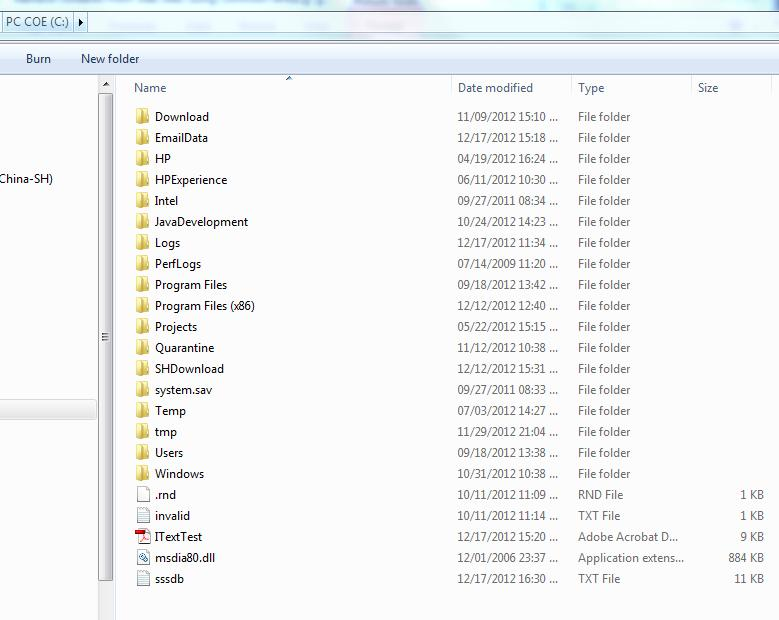 PC COE (C:)
Burn New folder
Name Date modified Type Size
China-SH)
Download 11/09/2012 15:10 ... File folder
EmailData 12/17/2012 15:18 ... File folder
HP 04/19/2012 16:24 ... File folder
HPExperience 06/11/2012 10:30 ... File folder
Intel 09/27/2011 08:34 ... File folder
JavaDevelopment 10/24/2012 14:23 ... File folder
Logs 12/17/2012 11:34 ... File folder
PerfLogs 07/14/2009 11:20 ... File folder
Program Files 09/18/2012 13:42 ... File folder
Program Files (x86) 12/12/2012 12:40 ... File folder
Projects 05/22/2012 15:15 ... File folder
Quarantine 11/12/2012 10:38 ... File folder
SHDownload 12/12/2012 15:31 ... File folder
system.sav 09/27/2011 08:33 ... File folder
Temp 07/03/2012 14:27 ... File folder
tmp 11/29/2012 21:04 ... File folder
Users 09/18/2012 13:38 ... File folder
Windows 10/31/2012 10:38 ... File folder
.rnd 10/11/2012 11:09 ... RND File 1 KB
invalid 10/11/2012 11:14 ... TXT File 1 KB
ITextTest 12/17/2012 15:20 ... Adobe Acrobat D... 9 KB
msdia80.dll 12/01/2006 23:37 ... Application extens... 884 KB
sssdb 12/17/2012 16:30 ... TXT File 11 KB